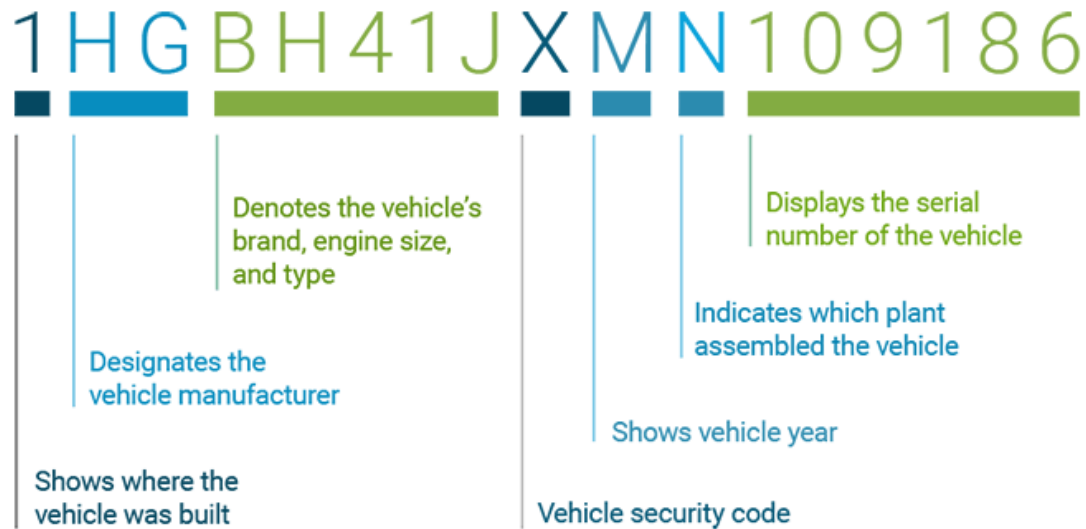 1HGBH41JXMN109186
Denotes the vehicle's
brand, engine size,
and type
Displays the serial
number of the vehicle
Indicates which plant
assembled the vehicle
Designates the
vehicle manufacturer
Shows vehicle year
Shows where the
vehicle was built
Vehicle security code